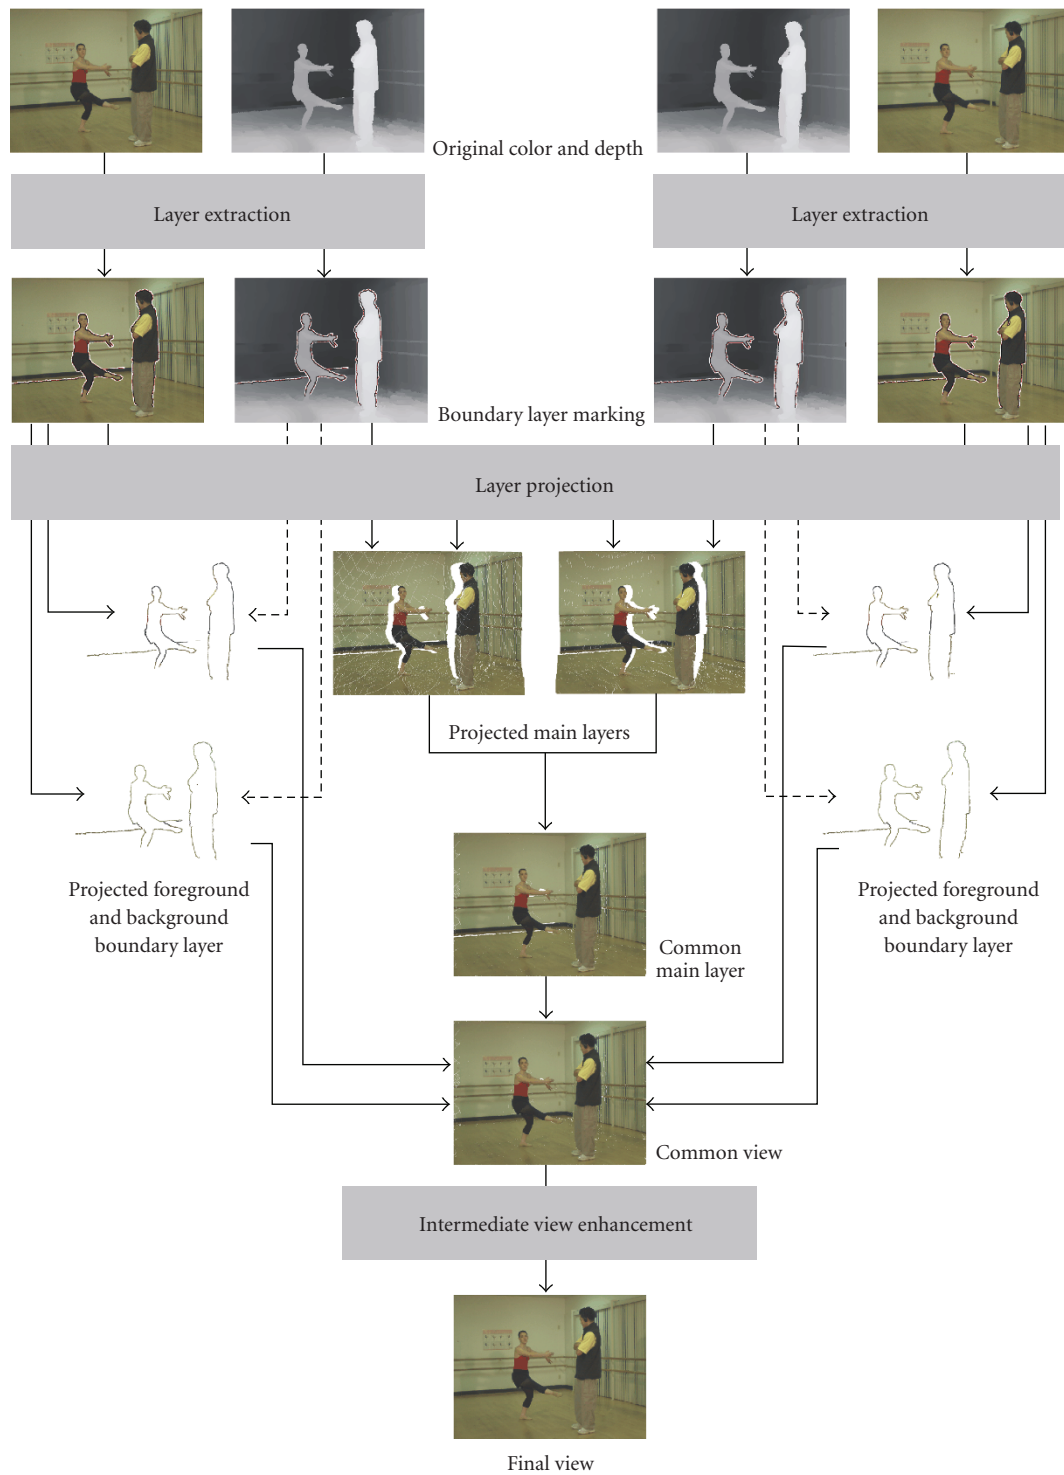 Original color and depth
Layer extraction
Layer extraction
Boundary layer marking
Layer projection
Projected main layers
Projected foreground
and background
boundary layer
Projected foreground
and background
boundary layer
Common
main layer
Common view
Intermediate view enhancement
Final view